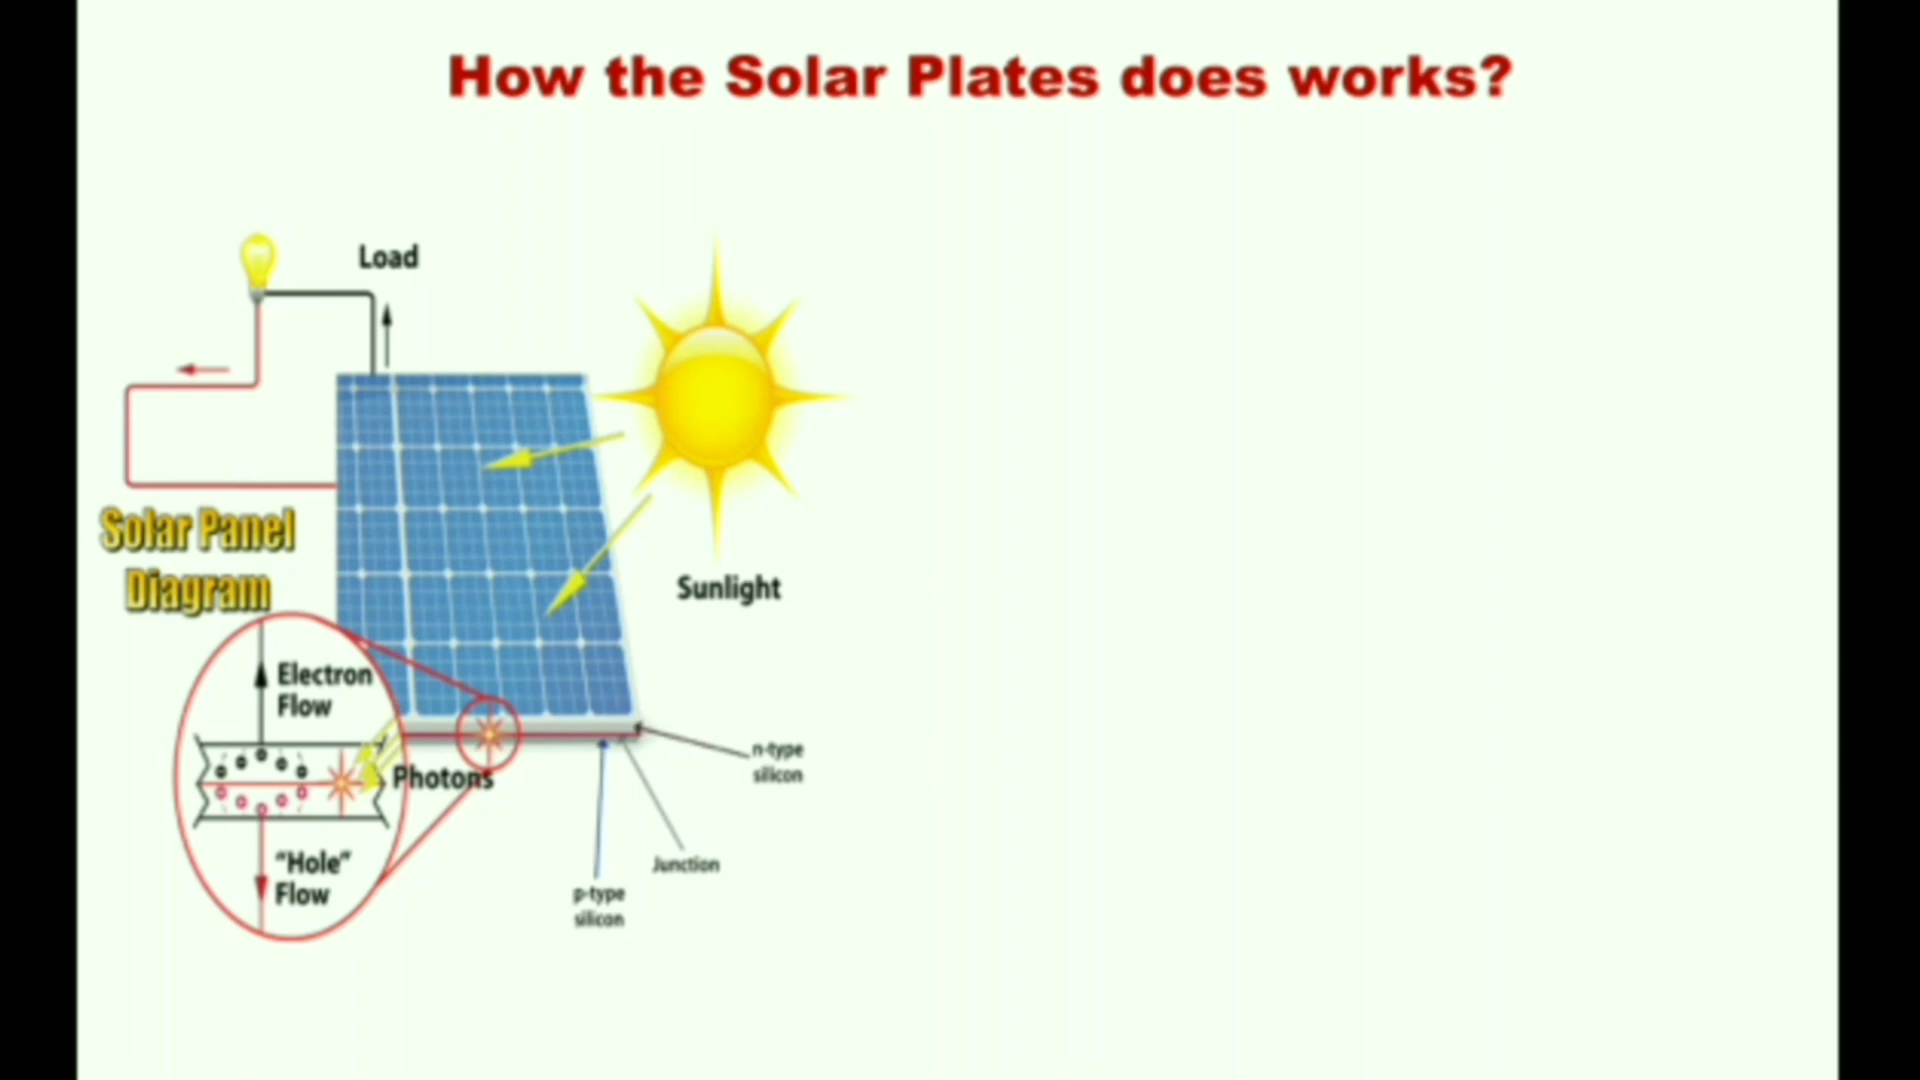 How the Solar Plates does works?
Load
Solar Panel
Diagram
Sunlight
Electron
Flow
Photons
"Hole"
Flow
n-type
silicon
Junction
p-type
silicon